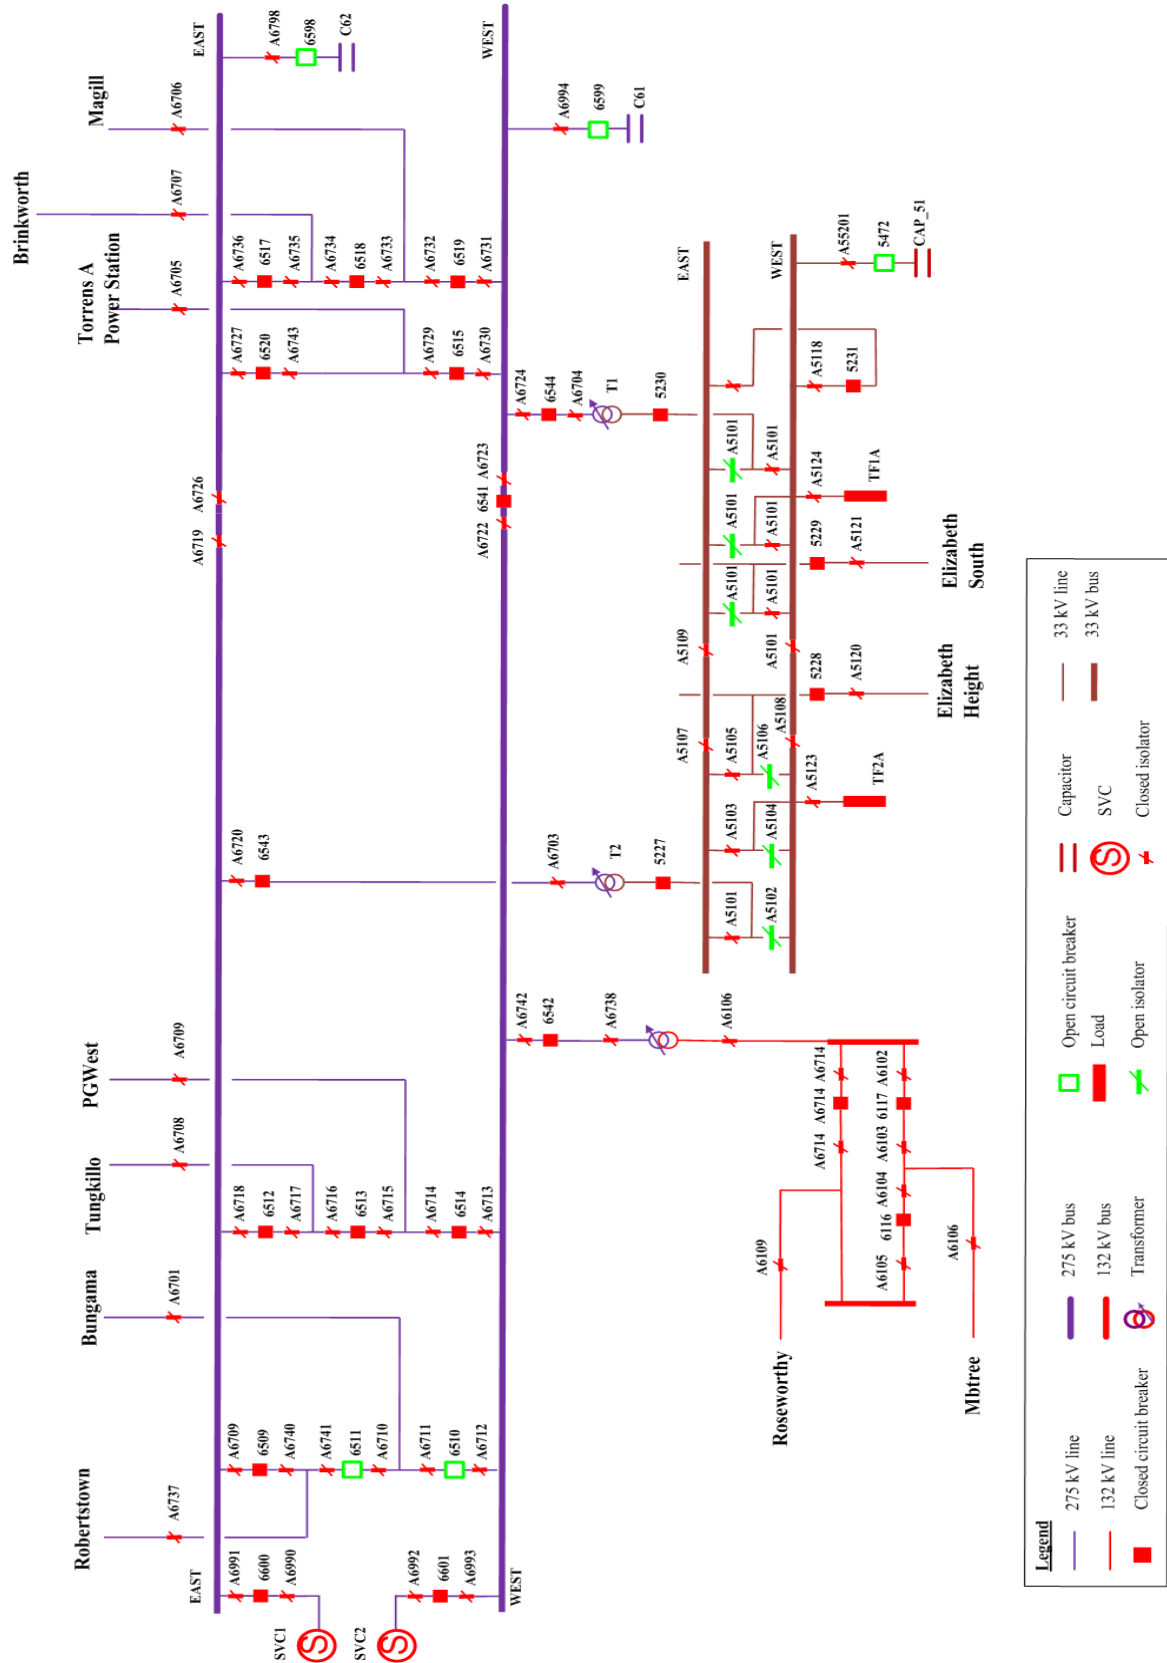 Robertstown
Bungama
Tungkillo
PGWest
Torrens A
Power Station
Brinkworth
Magill
A6737
A6701
A6708
A6709
A6705
A6707
A6706
EAST
A6719
A6726
EAST
A6798
6598
C62
A6991
6600
A6990
SVC1
A6709
6509
A6740
A6741
6511
A6710
A6711
6510
A6712
A6718
6512
A6717
A6716
6513
A6715
A6714
6514
A6713
A6720
6543
A6727
6520
A6743
A6729
6515
A6730
A6736
6517
A6735
A6734
6518
A6733
A6732
6519
A6731
SVC2
A6992
6601
A6993
WEST
A6722
6541
A6723
WEST
A6994
6599
C61
A6742
6542
A6738
A6106
A6703
T2
5227
A6724
6544
A6704
T1
5230
EAST
A5107
A5109
A5101
A5102
A5103
A5104
A5105
A5106
A5101
A5101
A5101
A5101
A5101
A5101
WEST
A5108
A5101
A5123
TF2A
5228
A5120
Elizabeth
Height
5229
A5121
Elizabeth
South
A5124
TF1A
A5118
5231
A55201
5472
CAP_51
Roseworthy
A6109
A6714
A6714
A6714
A6105
6116
A6104
A6103
6117
A6102
A6106
Mbtree
Legend
275 kV line
275 kV bus
Open circuit breaker
Capacitor
33 kV line
132 kV line
132 kV bus
Load
SVC
33 kV bus
Closed circuit breaker
Transformer
Open isolator
Closed isolator